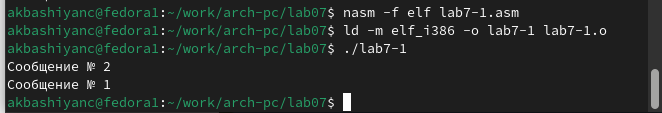 akbashiyanc@fedora1:~/work/arch-pc/lab07$ nasm -f elf lab7-1.asm
akbashiyanc@fedora1:~/work/arch-pc/lab07$ ld -m elf_i386 -o lab7-1 lab7-1.o
akbashiyanc@fedora1:~/work/arch-pc/lab07$ ./lab7-1
Сообщение № 2
Сообщение № 1
akbashiyanc@fedora1:~/work/arch-pc/lab07$